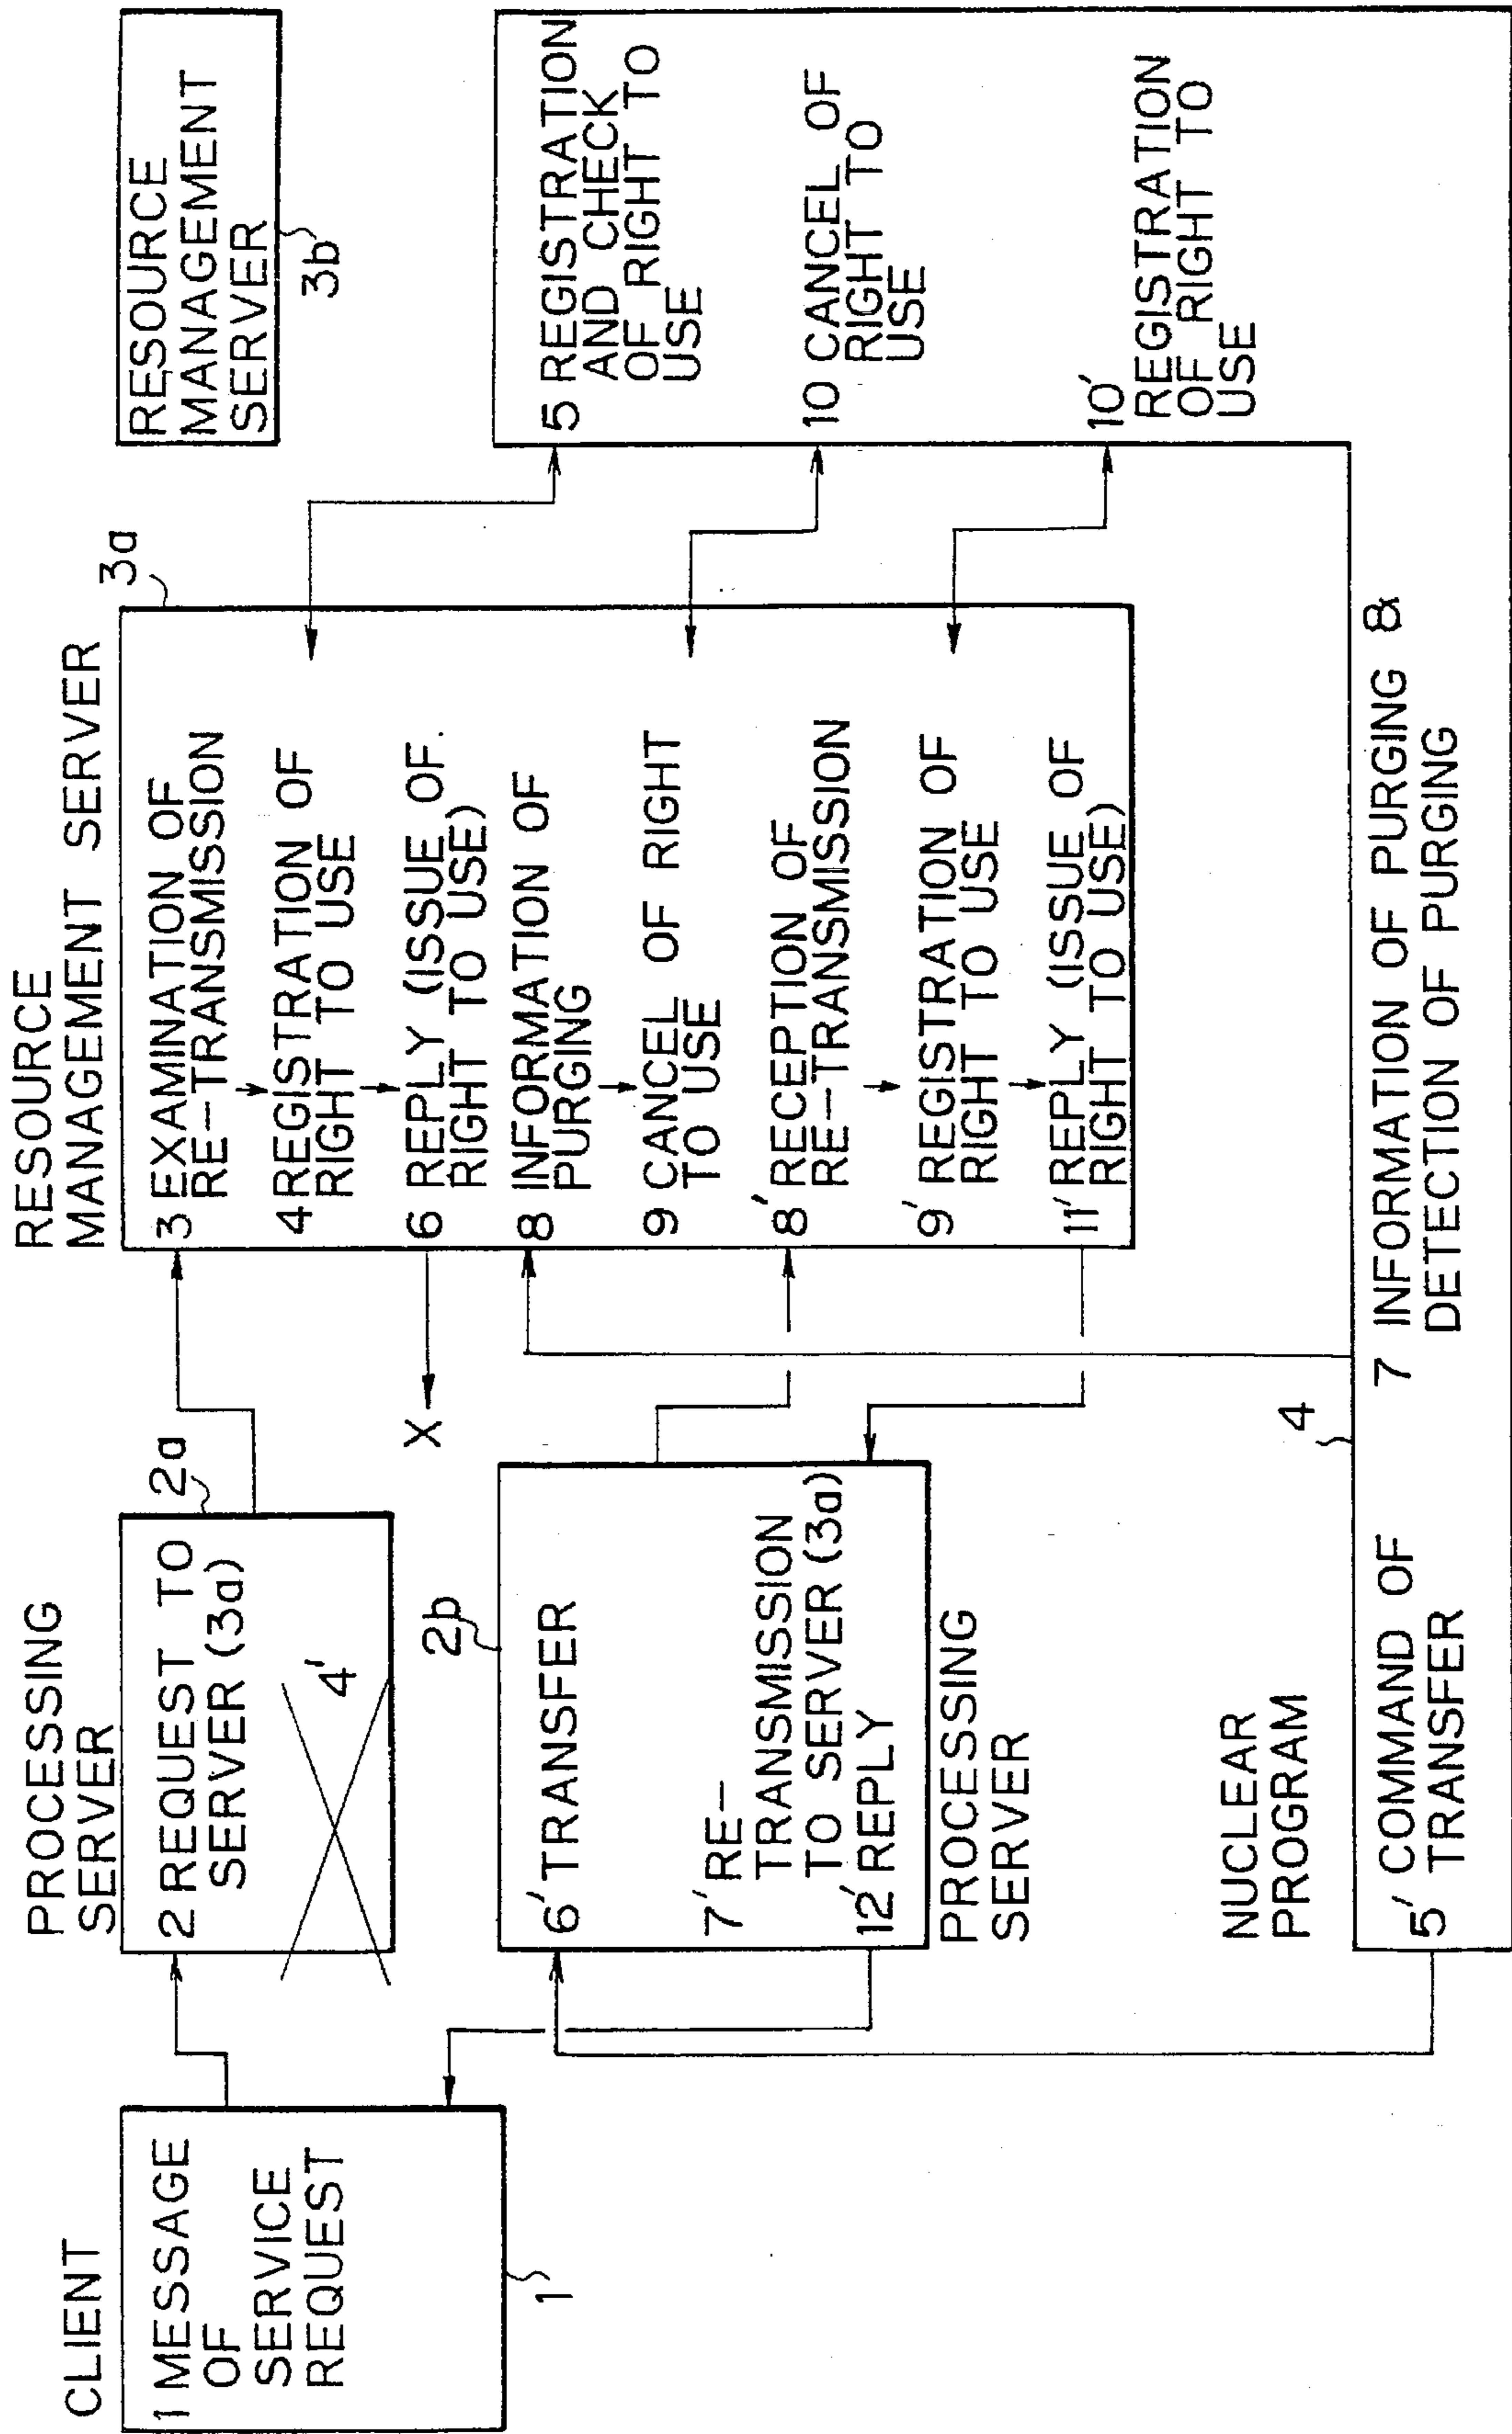 CLIENT
1 MESSAGE
OF
SERVICE
REQUEST
1
PROCESSING
SERVER
2a
2 REQUEST TO
SERVER (3a)
4'
2b
6' TRANSFER
7' RE-
TRANSMISSION
TO SERVER (3a)
12' REPLY
PROCESSING
SERVER
RESOURCE
MANAGEMENT SERVER
3a
3 EXAMINATION OF
RE-TRANSMISSION
4 REGISTRATION OF
RIGHT TO USE
6 REPLY (ISSUE OF
RIGHT TO USE)
X
8 INFORMATION OF
PURGING
9 CANCEL OF RIGHT
TO USE
8' RECEPTION OF
RE-TRANSMISSION
9' REGISTRATION OF
RIGHT TO USE
11' REPLY (ISSUE OF
RIGHT TO USE)
RESOURCE
MANAGEMENT
SERVER
3b
5 REGISTRATION
AND CHECK
OF RIGHT TO
USE
10 CANCEL OF
RIGHT TO
USE
10'
REGISTRATION
OF RIGHT TO
USE
NUCLEAR
PROGRAM
4
5' COMMAND OF
TRANSFER
7 INFORMATION OF PURGING &
DETECTION OF PURGING